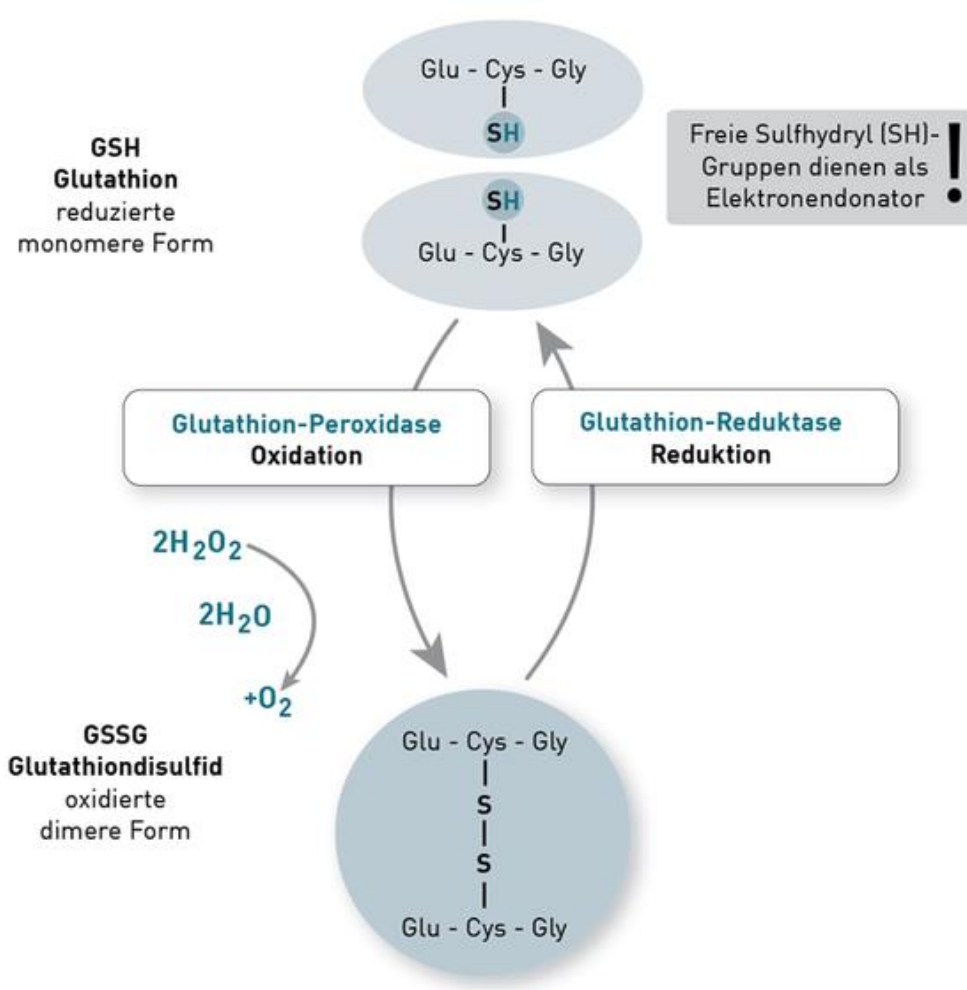 Glu - Cys - Gly
SH
SH
Glu - Cys - Gly
GSH
Glutathion
reduzierte
monomere Form
Freie Sulfhydryl (SH)-
Gruppen dienen als
Elektronendonator
!
Glutathion-Peroxidase
Oxidation
Glutathion-Reduktase
Reduktion
2H₂O₂
2H₂O
+O₂
GSSG
Glutathiondisulfid
oxidierte
dimere Form
Glu - Cys - Gly
S
S
Glu - Cys - Gly